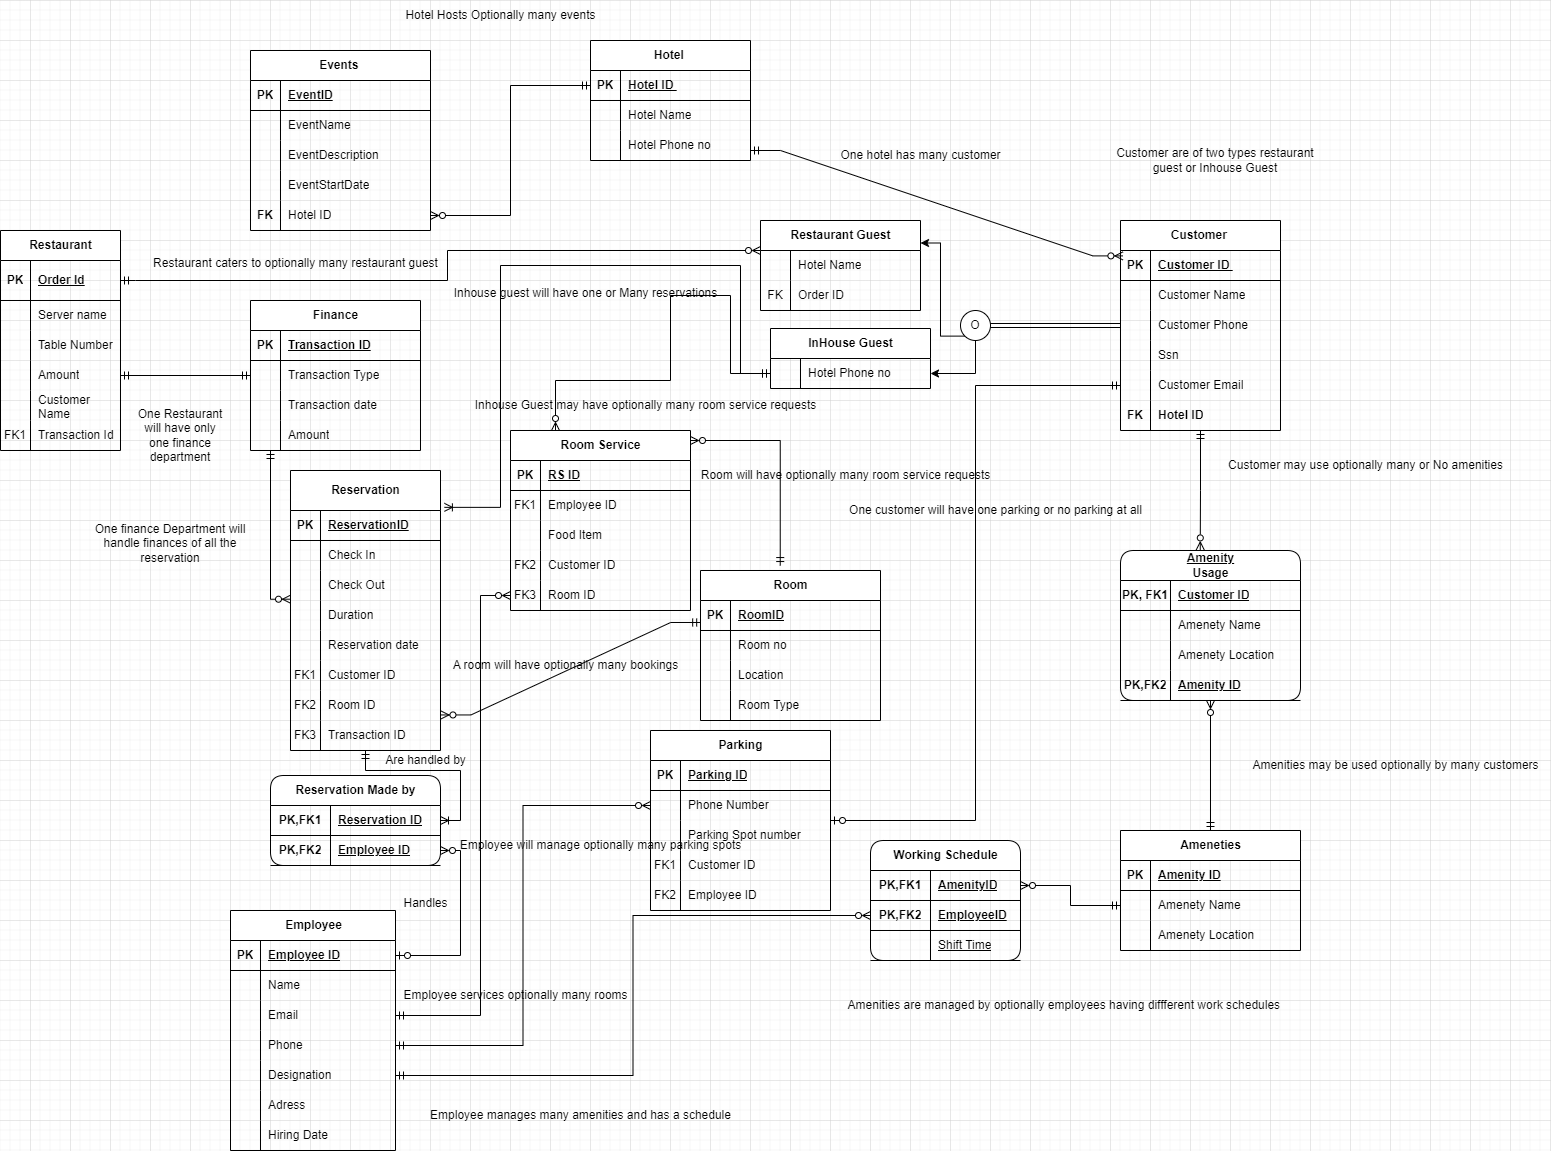 Hotel Hosts Optionally many events
Events
PK EventID
EventName
EventDescription
EventStartDate
FK Hotel ID
Hotel
PK Hotel ID
Hotel Name
Hotel Phone no
One hotel has many customer
Customer are of two types restaurant
guest or Inhouse Guest
Restaurant
PK Order Id
Server name
Table Number
Amount
Customer
Name
FK1 Transaction Id
Restaurant caters to optionally many restaurant guest
Restaurant Guest
Hotel Name
FK Order ID
Customer
PK Customer ID
Customer Name
Customer Phone
Ssn
Customer Email
FK Hotel ID
O
Inhouse guest will have one or Many reservations
Finance
PK Transaction ID
Transaction Type
Transaction date
Amount
InHouse Guest
Hotel Phone no
One Restaurant
will have only
one finance
department
Inhouse Guest may have optionally many room service requests
Room Service
PK RS ID
FK1 Employee ID
Food Item
FK2 Customer ID
FK3 Room ID
Room will have optionally many room service requests
Customer may use optionally many or No amenities
One customer will have one parking or no parking at all
One finance Department will
handle finances of all the
reservation
Reservation
PK ReservationID
Check In
Check Out
Duration
Reservation date
FK1 Customer ID
FK2 Room ID
FK3 Transaction ID
Room
PK RoomID
Room no
Location
Room Type
A room will have optionally many bookings
Amenity
Usage
PK, FK1 Customer ID
Amenety Name
Amenety Location
PK,FK2 Amenity ID
Are handled by
Reservation Made by
PK,FK1 Reservation ID
PK,FK2 Employee ID
Parking
PK Parking ID
Phone Number
Parking Spot number
FK1 Customer ID
FK2 Employee ID
Employee will manage optionally many parking spots
Amenities may be used optionally by many customers
Working Schedule
PK,FK1 AmenityID
PK,FK2 EmployeeID
Shift Time
Ameneties
PK Amenity ID
Amenety Name
Amenety Location
Handles
Employee
PK Employee ID
Name
Email
Phone
Designation
Adress
Hiring Date
Employee services optionally many rooms
Amenities are managed by optionally employees having diffferent work schedules
Employee manages many amenities and has a schedule